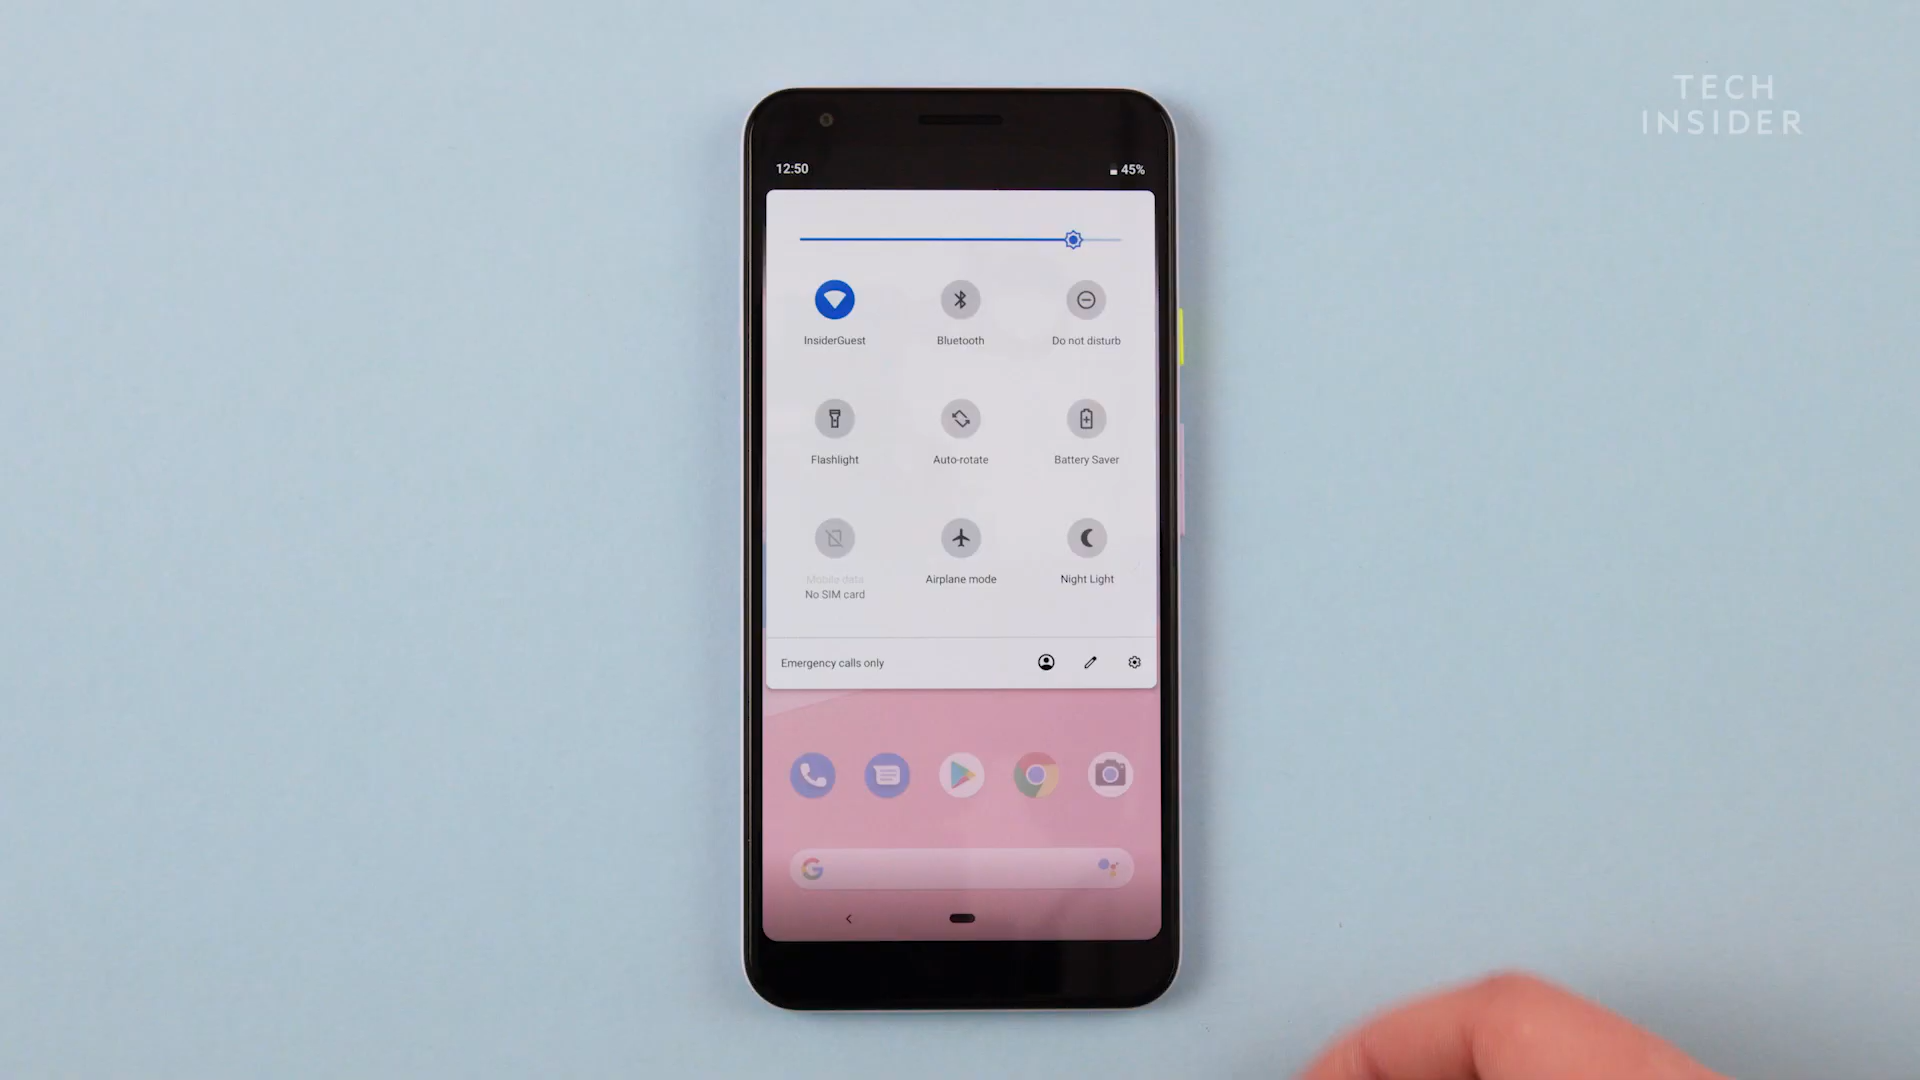 TECH
INSIDER
12:50
45%
InsiderGuest
Bluetooth
Do not disturb
Flashlight
Auto-rotate
Battery Saver
Mobile data
No SIM card
Airplane mode
Night Light
Emergency calls only
G